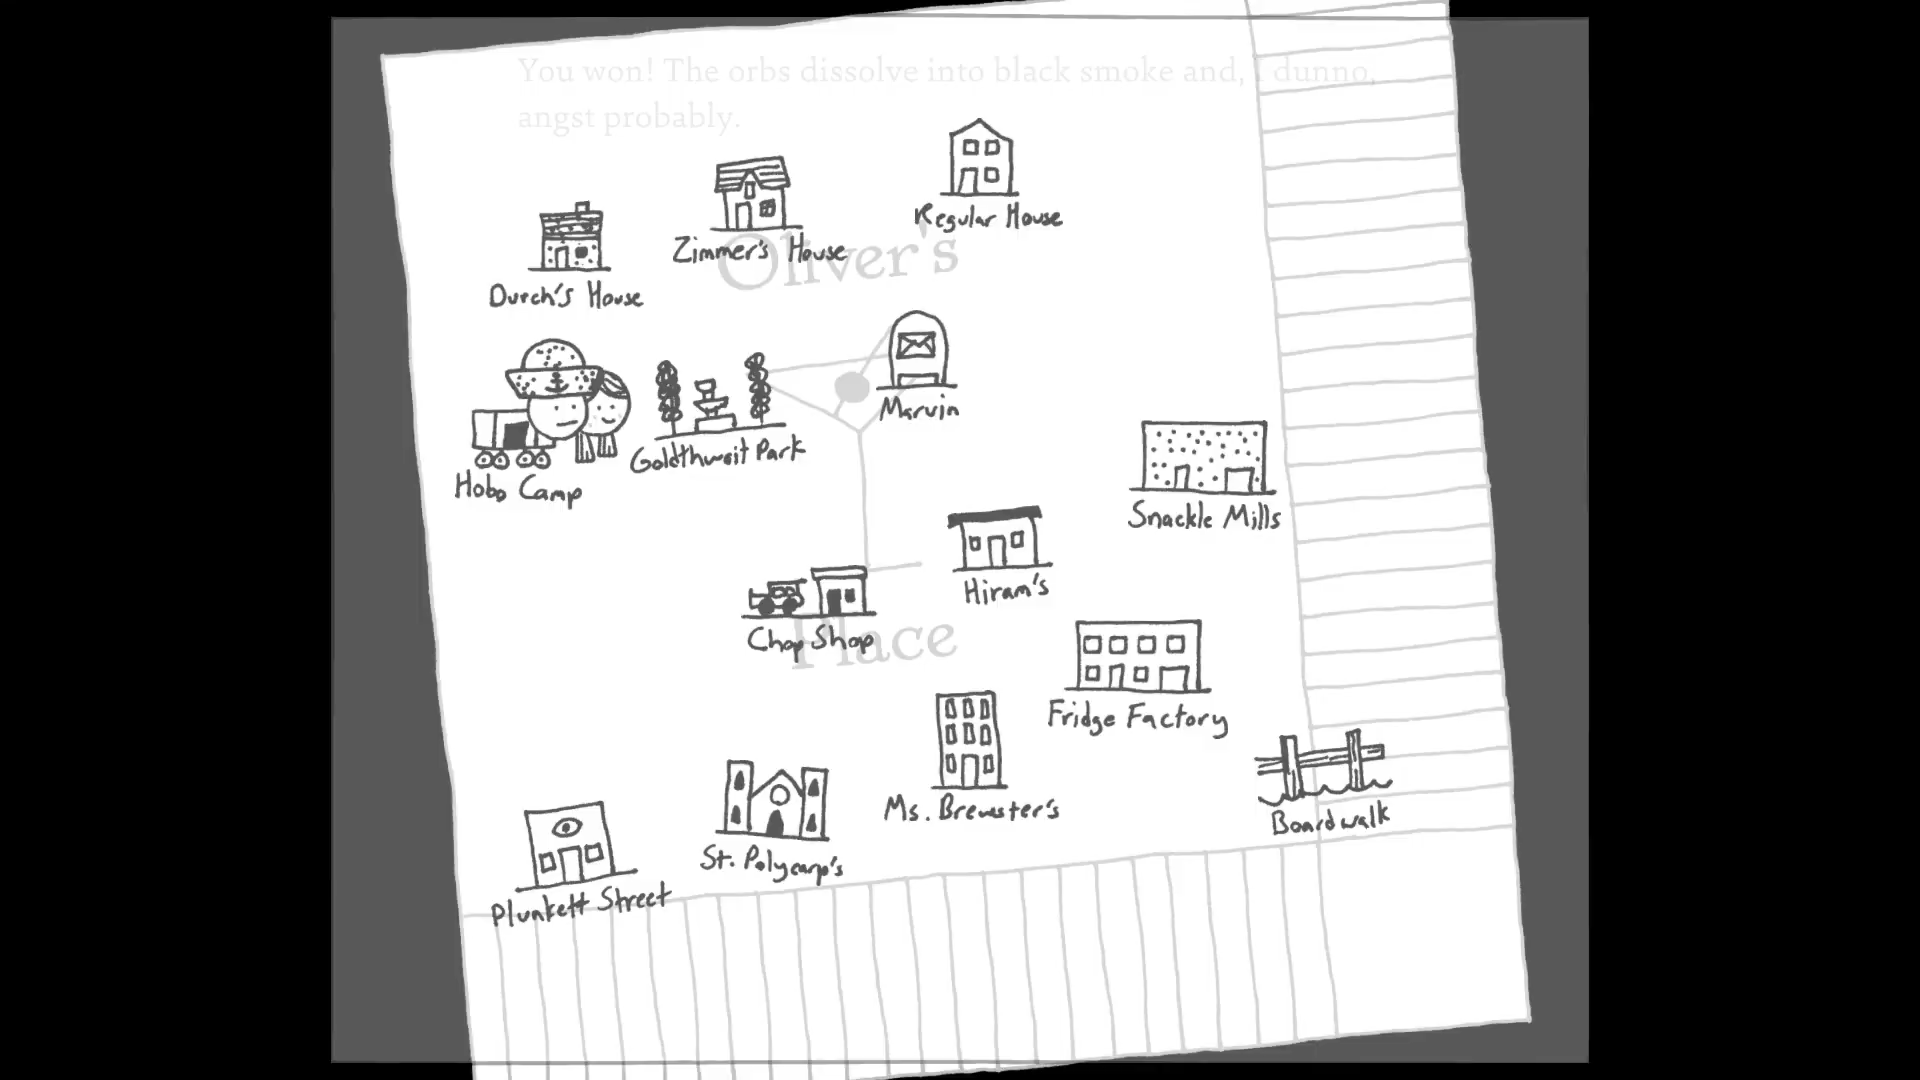 You won! The orbs dissolve into black smoke and, I dunno,
angst probably.
Regular House
Zimmer's House
Oliver's
Durch's House
Marvin
Goldthwait Park
Hobo Camp
Snackle Mills
Hiram's
Chop Shop
Place
Fridge Factory
Ms. Brewster's
Boardwalk
St. Polycarp's
Plunkett Street